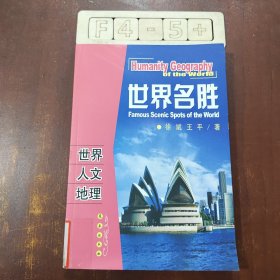 F4-5+
Humanity Geography
of the World
世界名胜
Famous Scenic Spots of the World
徐斌 王平/著
世界
人文
地理